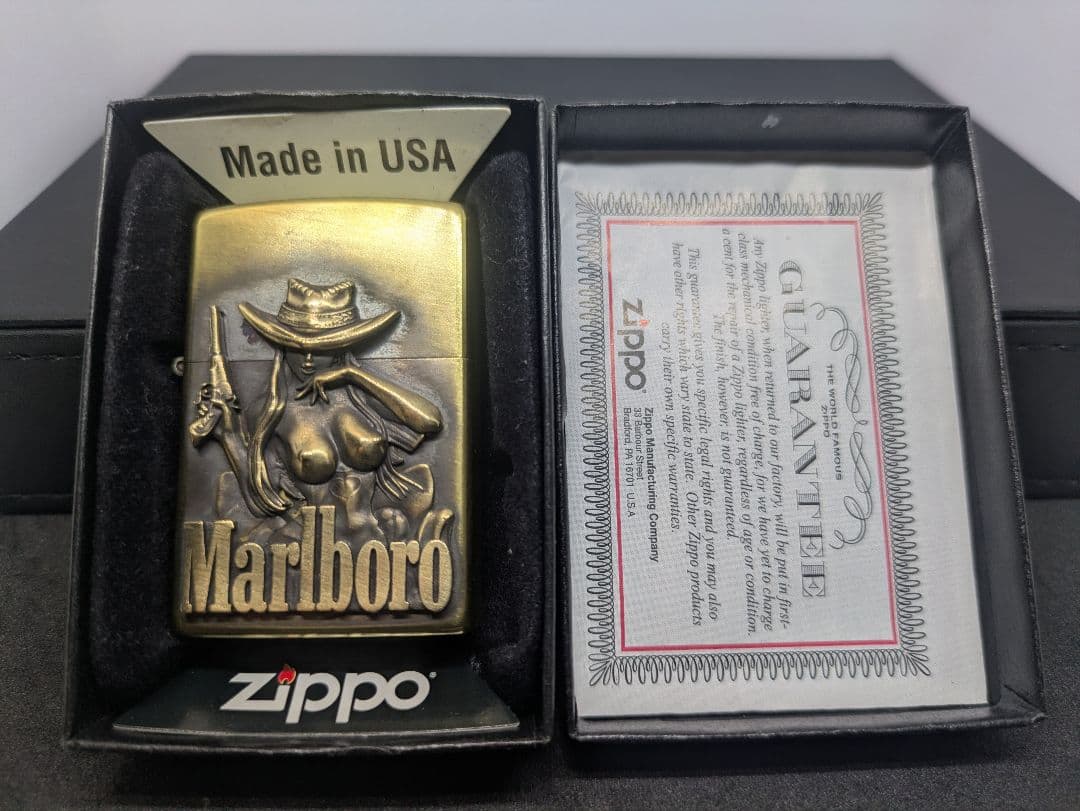 Made in USA
Marlboro
zippo®
THE WORLD FAMOUS
ZIPPO
GUARANTEE
Any Zippo lighter, when returned to our factory, will be put in first-
class mechanical condition free of charge, for we have yet to charge
a cent for the repair of a Zippo lighter, regardless of age or condition.
The finish, however, is not guaranteed.
This guarantee gives you specific legal rights and you may also
have other rights which vary state to state. Other Zippo products
carry their own specific warranties.
zippo
Zippo Manufacturing Company
33 Barbour Street
Bradford, PA 16701 U.S.A